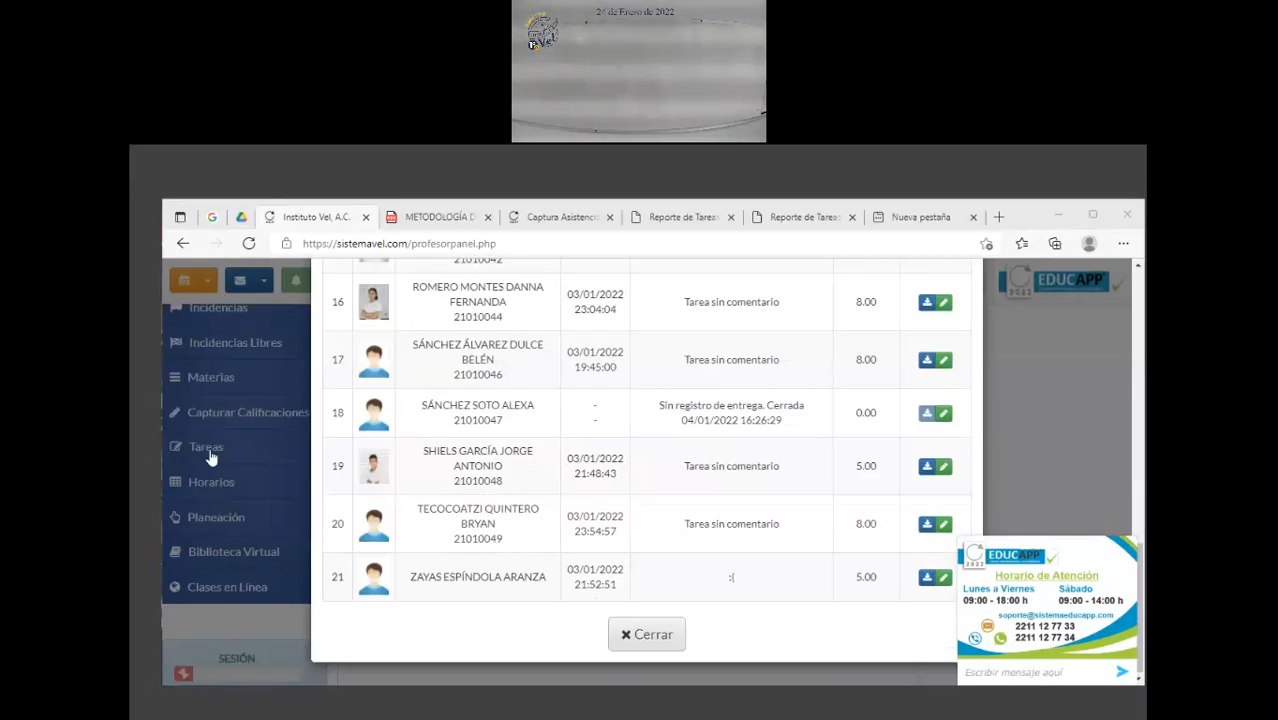 24 de Enero de 2022
Vel
Instituto Vel, A.C.
METODOLOGÍA D
Captura Asistenc
Reporte de Tareas
Reporte de Tareas
Nueva pestaña
https://sistemavel.com/profesorpanel.php
EDUCAPP
2022
Incidencias
Incidencias Libres
Materias
Capturar Calificaciones
Tareas
Horarios
Planeación
Biblioteca Virtual
Clases en Línea
SESIÓN
21010042
16
ROMERO MONTES DANNA
FERNANDA
21010044
03/01/2022
23:04:04
Tarea sin comentario
8.00
17
SÁNCHEZ ÁLVAREZ DULCE
BELÉN
21010046
03/01/2022
19:45:00
Tarea sin comentario
8.00
18
SÁNCHEZ SOTO ALEXA
21010047
-
-
Sin registro de entrega. Cerrada
04/01/2022 16:26:29
0.00
19
SHIELS GARCÍA JORGE
ANTONIO
21010048
03/01/2022
21:48:43
Tarea sin comentario
5.00
20
TECOCOATZI QUINTERO
BRYAN
21010049
03/01/2022
23:54:57
Tarea sin comentario
8.00
21
ZAYAS ESPÍNDOLA ARANZA
03/01/2022
21:52:51
:(
5.00
Cerrar
EDUCAPP
Horario de Atención
Lunes a Viernes
09:00 - 18:00 h
Sábado
09:00 - 14:00 h
soporte@sistemaeducapp.com
2211 12 77 33
2211 12 77 34
Escribir mensaje aquí